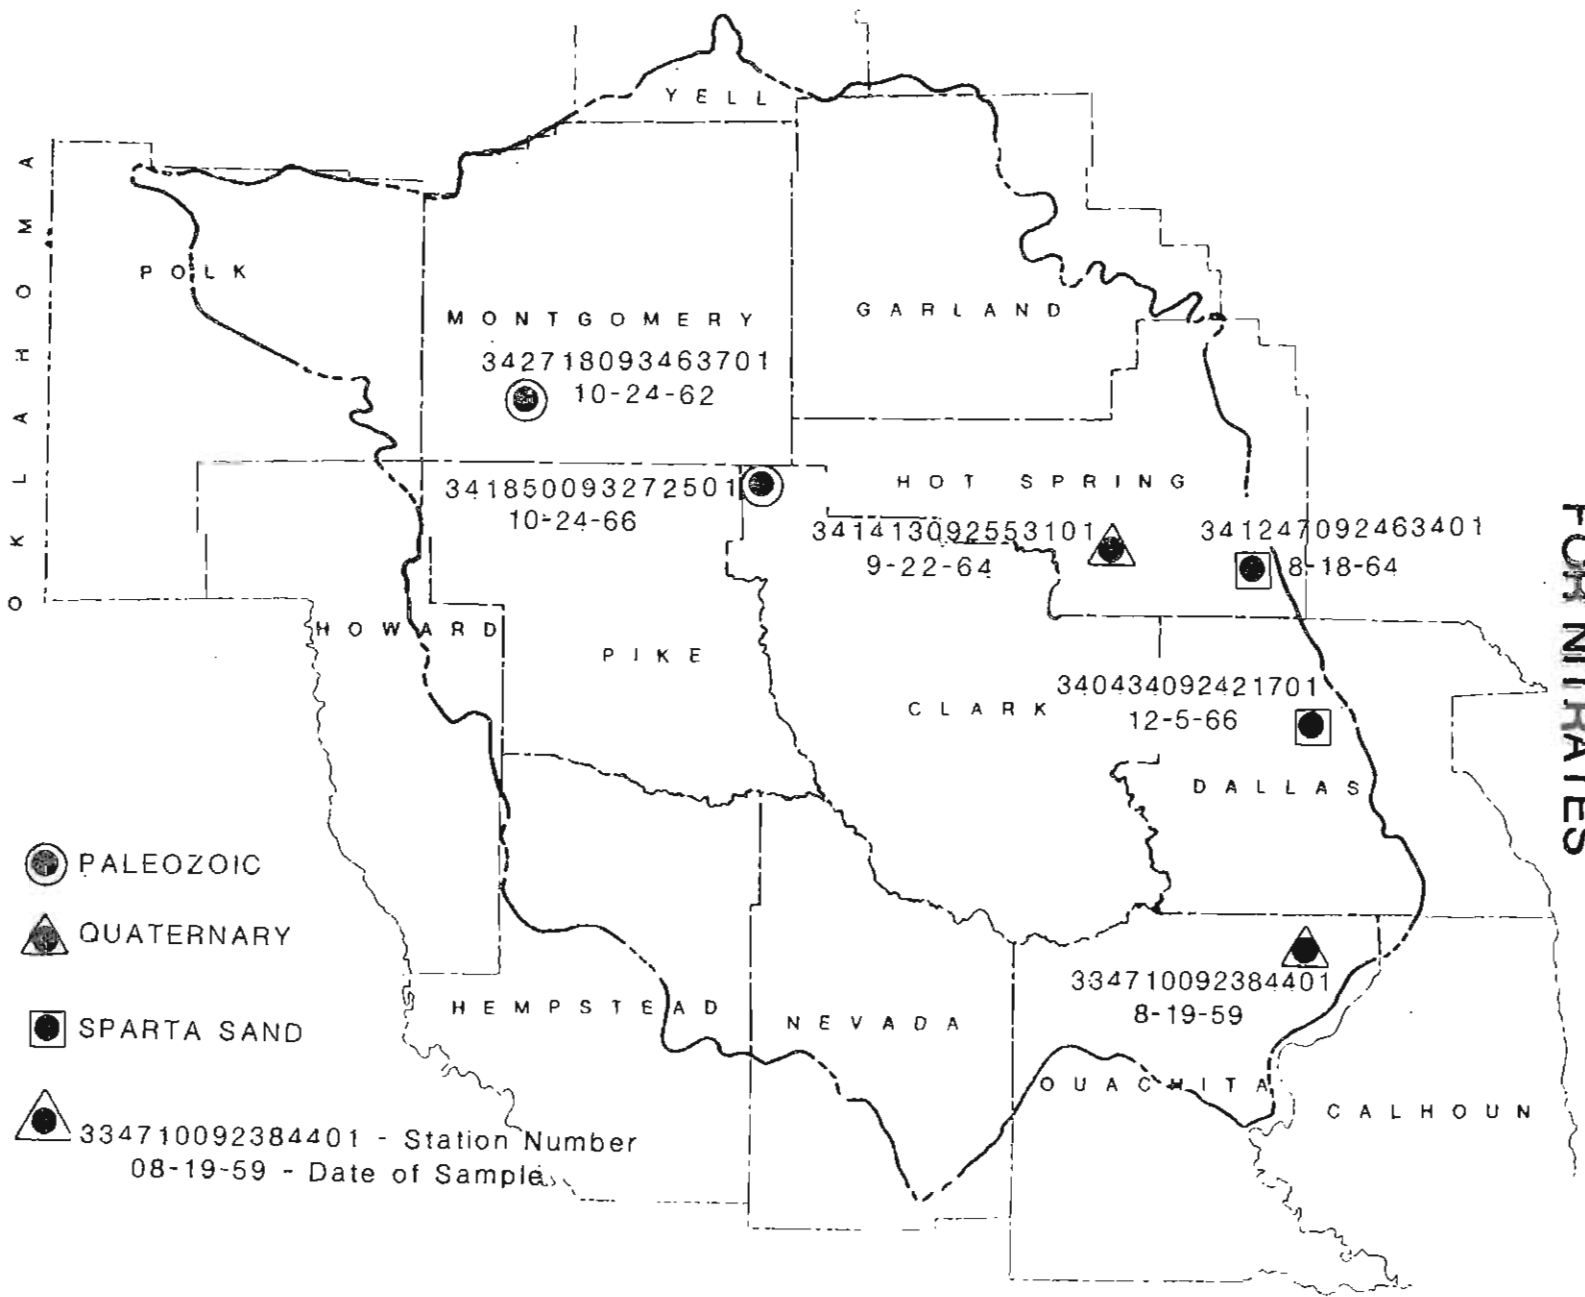 YELL
OKLAHOMA
POLK
MONTGOMERY
GARLAND
342718093463701
10-24-62
341850093272501
10-24-66
HOT SPRING
341413092553101
9-22-64
341247092463401
8-18-64
FOR NITRATES
HOWARD
PIKE
CLARK
340434092421701
12-5-66
DALLAS
PALEOZOIC
QUATERNARY
SPARTA SAND
334710092384401 - Station Number
08-19-59 - Date of Sample
HEMPSTEAD
NEVADA
334710092384401
8-19-59
OUACHITA
CALHOUN